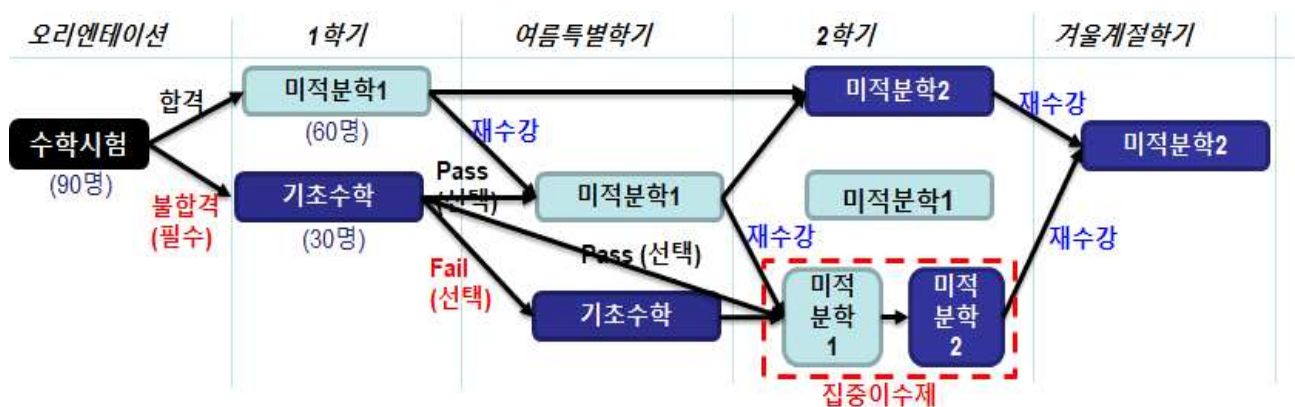 오리엔테이션 1학기 여름특별학기 2학기 겨울계절학기
합격
미적분학1
(60명)
수학시험
(90명)
불합격
(필수)
기초수학
(30명)
재수강
Pass
(선택)
미적분학1
Pass (선택)
Fail
(선택)
기초수학
미적분학2
미적분학1
재수강
미적
분학
1
미적
분학
2
집중이수제
재수강
미적분학2
재수강